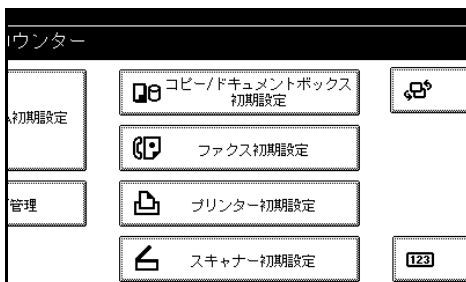 ウンター
初期設定
管理
コピー/ドキュメントボックス
初期設定
ファクス初期設定
プリンター初期設定
スキャナー初期設定
123